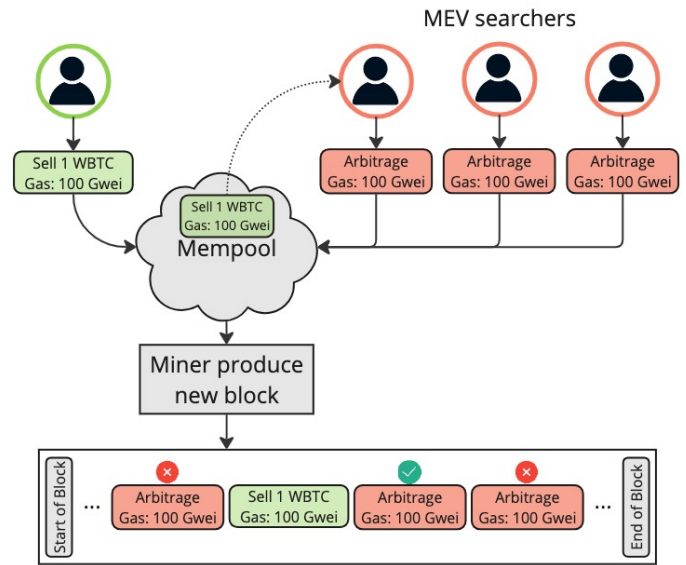 MEV searchers
Sell 1 WBTC
Gas: 100 Gwei
Arbitrage
Gas: 100 Gwei
Arbitrage
Gas: 100 Gwei
Arbitrage
Gas: 100 Gwei
Sell 1 WBTC
Gas: 100 Gwei
Mempool
Miner produce
new block
Start of Block
...
Arbitrage
Gas: 100 Gwei
Sell 1 WBTC
Gas: 100 Gwei
Arbitrage
Gas: 100 Gwei
Arbitrage
Gas: 100 Gwei
...
End of Block